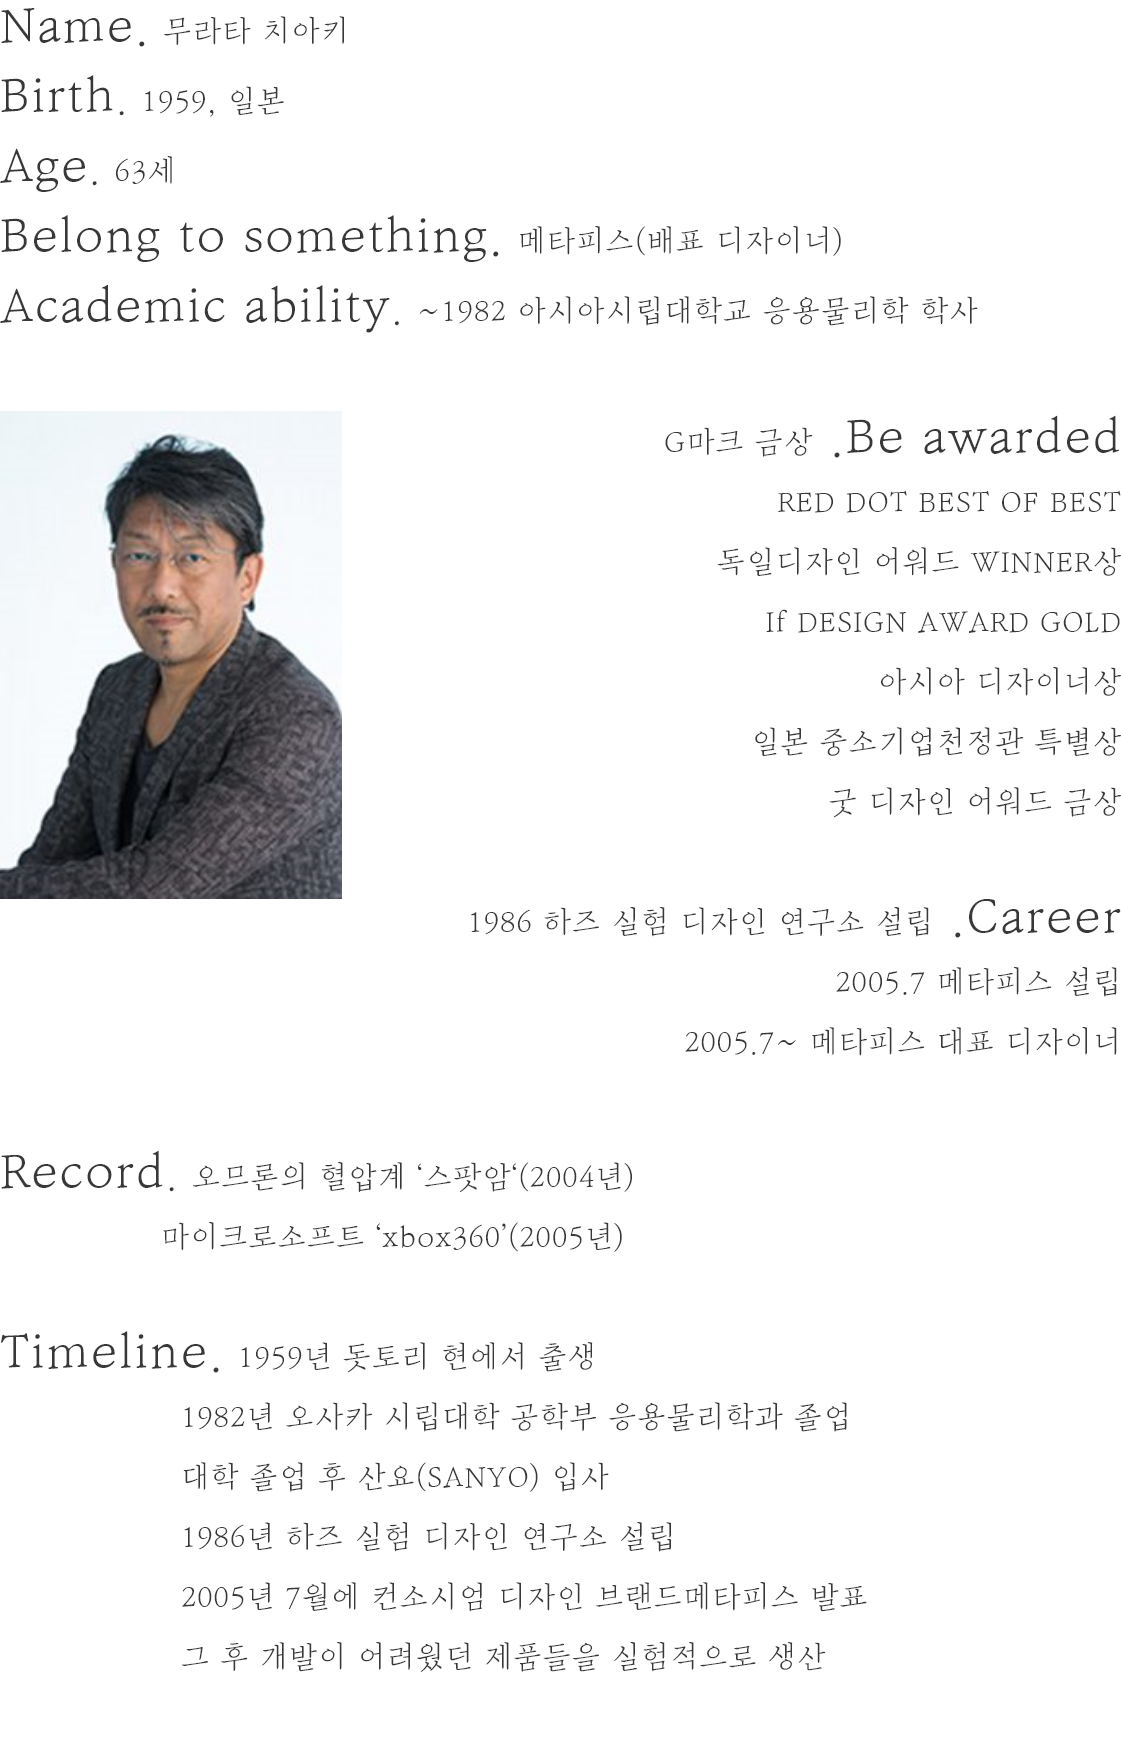 Name. 무라타 치아키
Birth. 1959, 일본
Age. 63세
Belong to something. 메타피스(배표 디자이너)
Academic ability. ~1982 아시아시립대학교 응용물리학 학사
G마크 금상 .Be awarded
RED DOT BEST OF BEST
독일디자인 어워드 WINNER상
If DESIGN AWARD GOLD
아시아 디자이너상
일본 중소기업천정관 특별상
굿 디자인 어워드 금상
1986 하즈 실험 디자인 연구소 설립 .Career
2005.7 메타피스 설립
2005.7~ 메타피스 대표 디자이너
Record. 오므론의 혈압계 ‘스팟암‘(2004년)
마이크로소프트 ‘xbox360’(2005년)
Timeline. 1959년 돗토리 현에서 출생
1982년 오사카 시립대학 공학부 응용물리학과 졸업
대학 졸업 후 산요(SANYO) 입사
1986년 하즈 실험 디자인 연구소 설립
2005년 7월에 컨소시엄 디자인 브랜드메타피스 발표
그 후 개발이 어려웠던 제품들을 실험적으로 생산